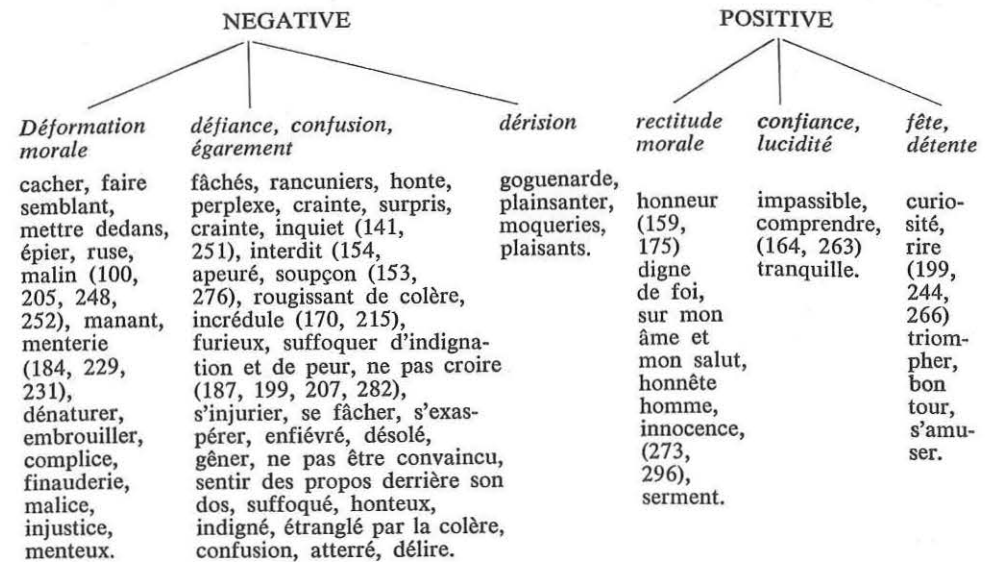 NEGATIVE
POSITIVE
Déformation
morale
cacher, faire
semblant,
mettre dedans,
épier, ruse,
malin (100,
205, 248,
252), manant,
menterie
(184, 229,
231),
dénaturer,
embrouiller,
complice,
finauderie,
malice,
injustice,
menteux.
défiance, confusion,
égarement
fâchés, rancuniers, honte,
perplexe, crainte, surpris,
crainte, inquiet (141,
251), interdit (154,
apeuré, soupçon (153,
276), rougissant de colère,
incrédule (170, 215),
furieux, suffoquer d'indigna-
tion et de peur, ne pas croire
(187, 199, 207, 282),
s'injurier, se fâcher, s'exas-
pérer, enfiévré, désolé,
gêner, ne pas être convaincu,
sentir des propos derrière son
dos, suffoqué, honteux,
indigné, étranglé par la colère,
confusion, atterré, délire.
dérision
goguenarde,
plainsanter,
moqueries,
plaisants.
rectitude
morale
honneur
(159,
175)
digne
de foi,
sur mon
âme et
mon salut,
honnête
homme,
innocence,
(273,
296),
serment.
confiance,
lucidité
impassible,
comprendre,
(164, 263)
tranquille.
fête,
détente
curio-
sité,
rire
(199,
244,
266)
triom-
pher,
bon
tour,
s'amu-
ser.